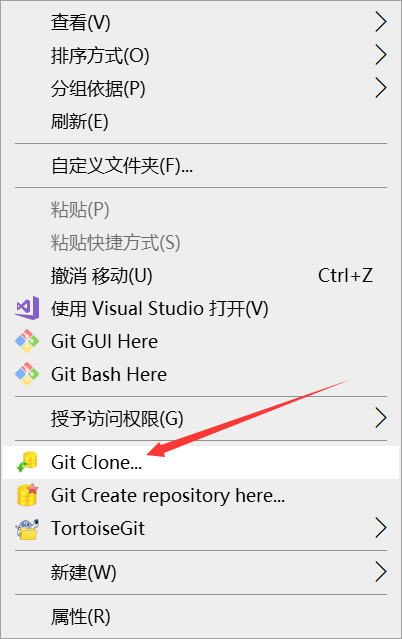 查看(V)
排序方式(O)
分组依据(P)
刷新(E)
自定义文件夹(F)...
粘贴(P)
粘贴快捷方式(S)
撤消 移动(U) Ctrl+Z
使用 Visual Studio 打开(V)
Git GUI Here
Git Bash Here
授予访问权限(G)
Git Clone...
Git Create repository here...
TortoiseGit
新建(W)
属性(R)